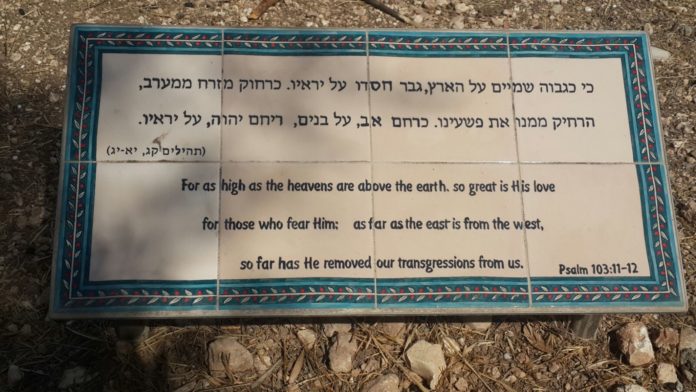 כי כגבוה שמיים על הארץ,גבר חסדו על יראיו. כרחוק מזרח ממערב,
הרחיק ממנו את פשעינו. כרחם אב, על בנים, ריחם יהוה, על יראיו.
(תהילים קג, יא-יג)
For as high as the heavens are above the earth. so great is His love
for those who fear Him; as far as the east is from the west,
so far has He removed our transgressions from us.
Psalm 103:11-12